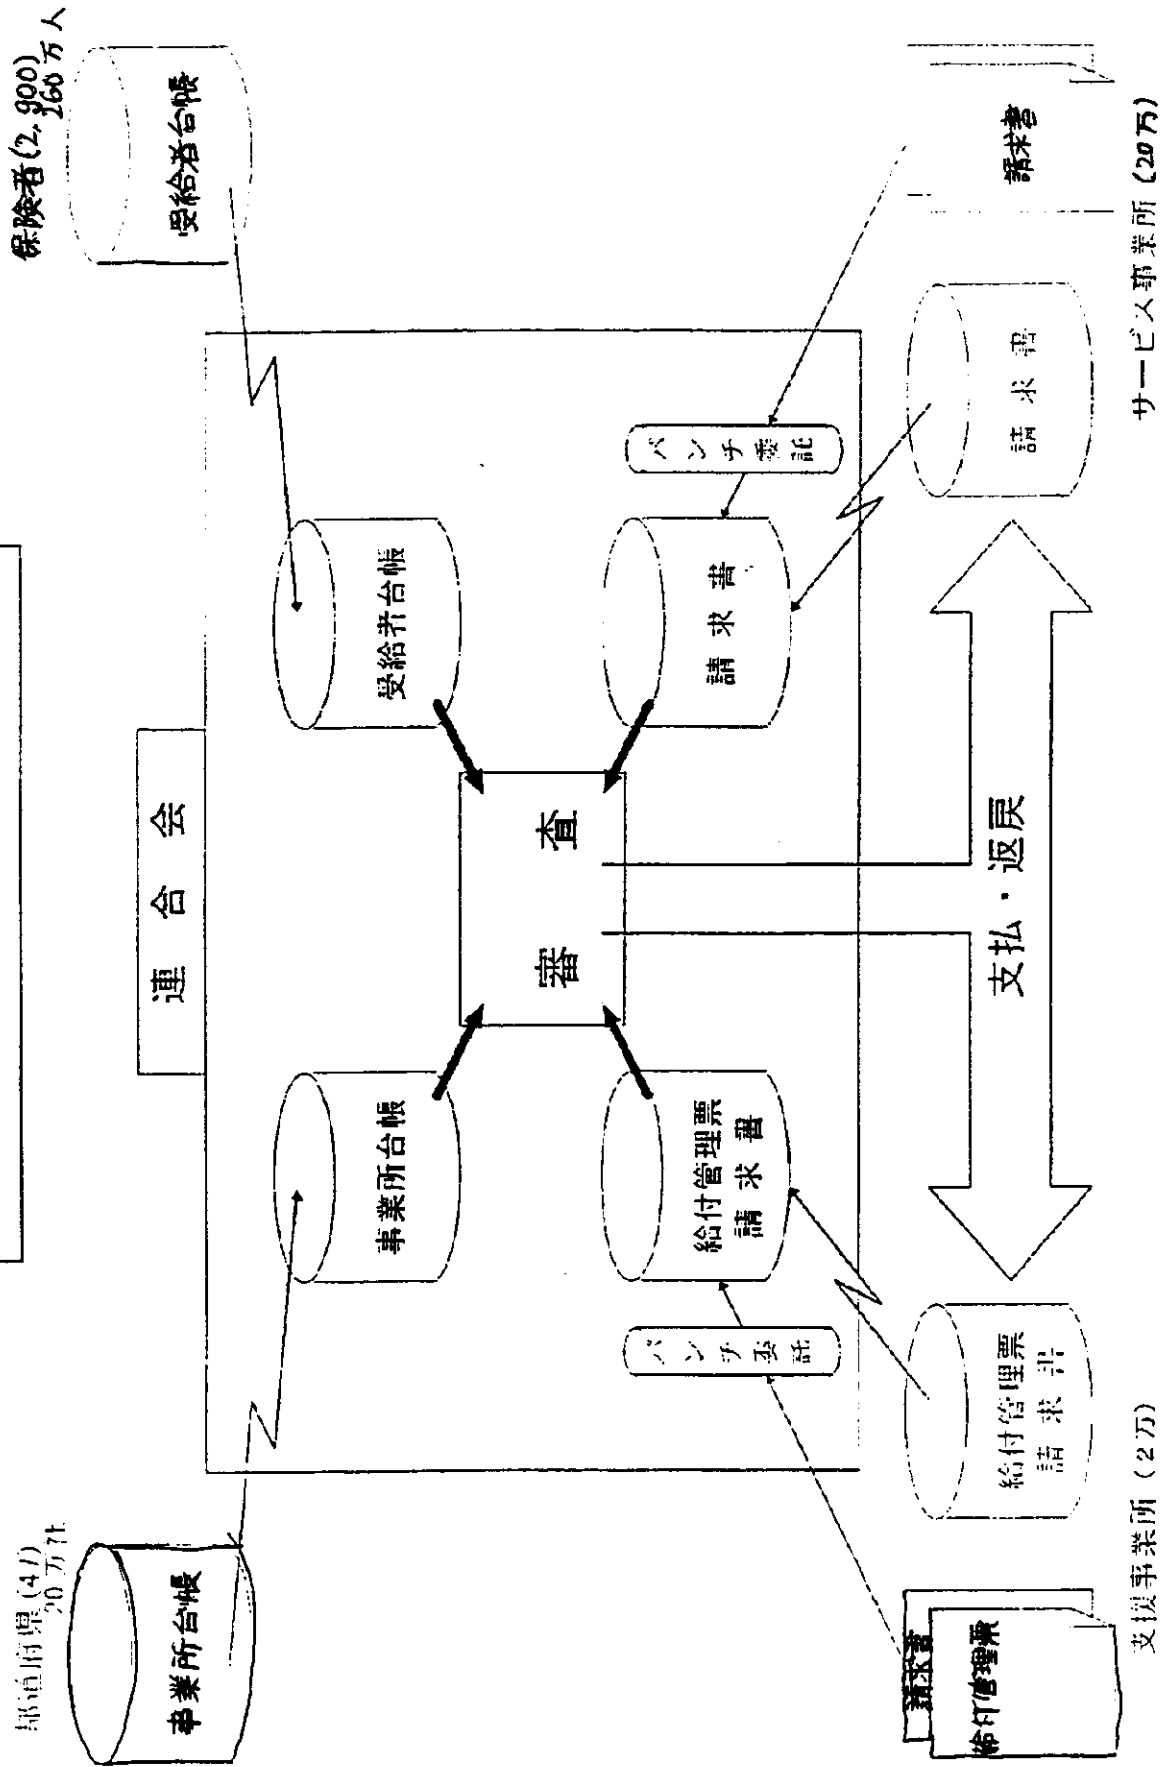 都道府県(47)
20万社
事業所台帳
保険者(2,900)
260万人
受給者台帳
連合会
事業所台帳
受給者台帳
審査
給付管理票
請求書
請求書
パンチ委託
パンチ委託
支払・返戻
請求書
給付管理票
給付管理票
請求書
請求書
請求書
支援事業所(2万)
サービス事業所(20万)